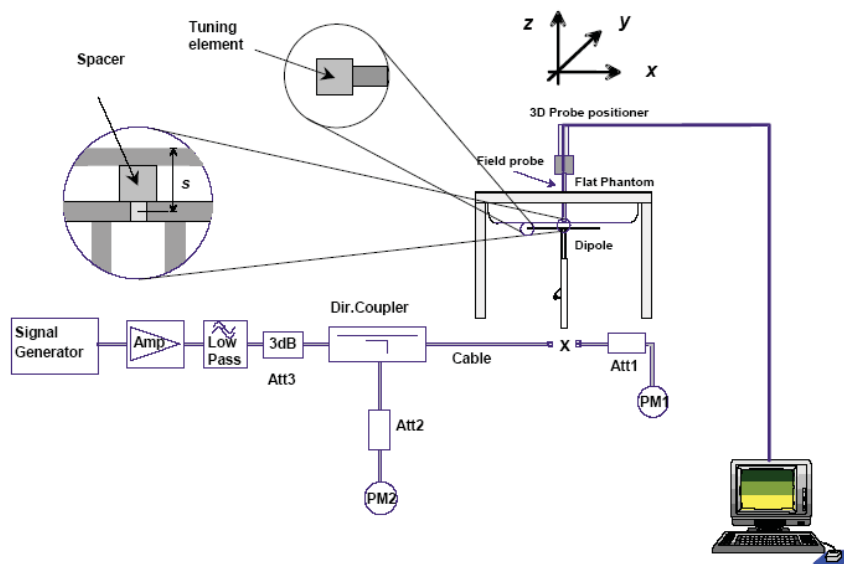 Tuning
element
Spacer
s
z
y
x
3D Probe positioner
Field probe
Flat Phantom
Dipole
Dir.Coupler
Signal
Generator
Amp
Low
Pass
3dB
Att3
Cable
x
Att1
PM1
Att2
PM2